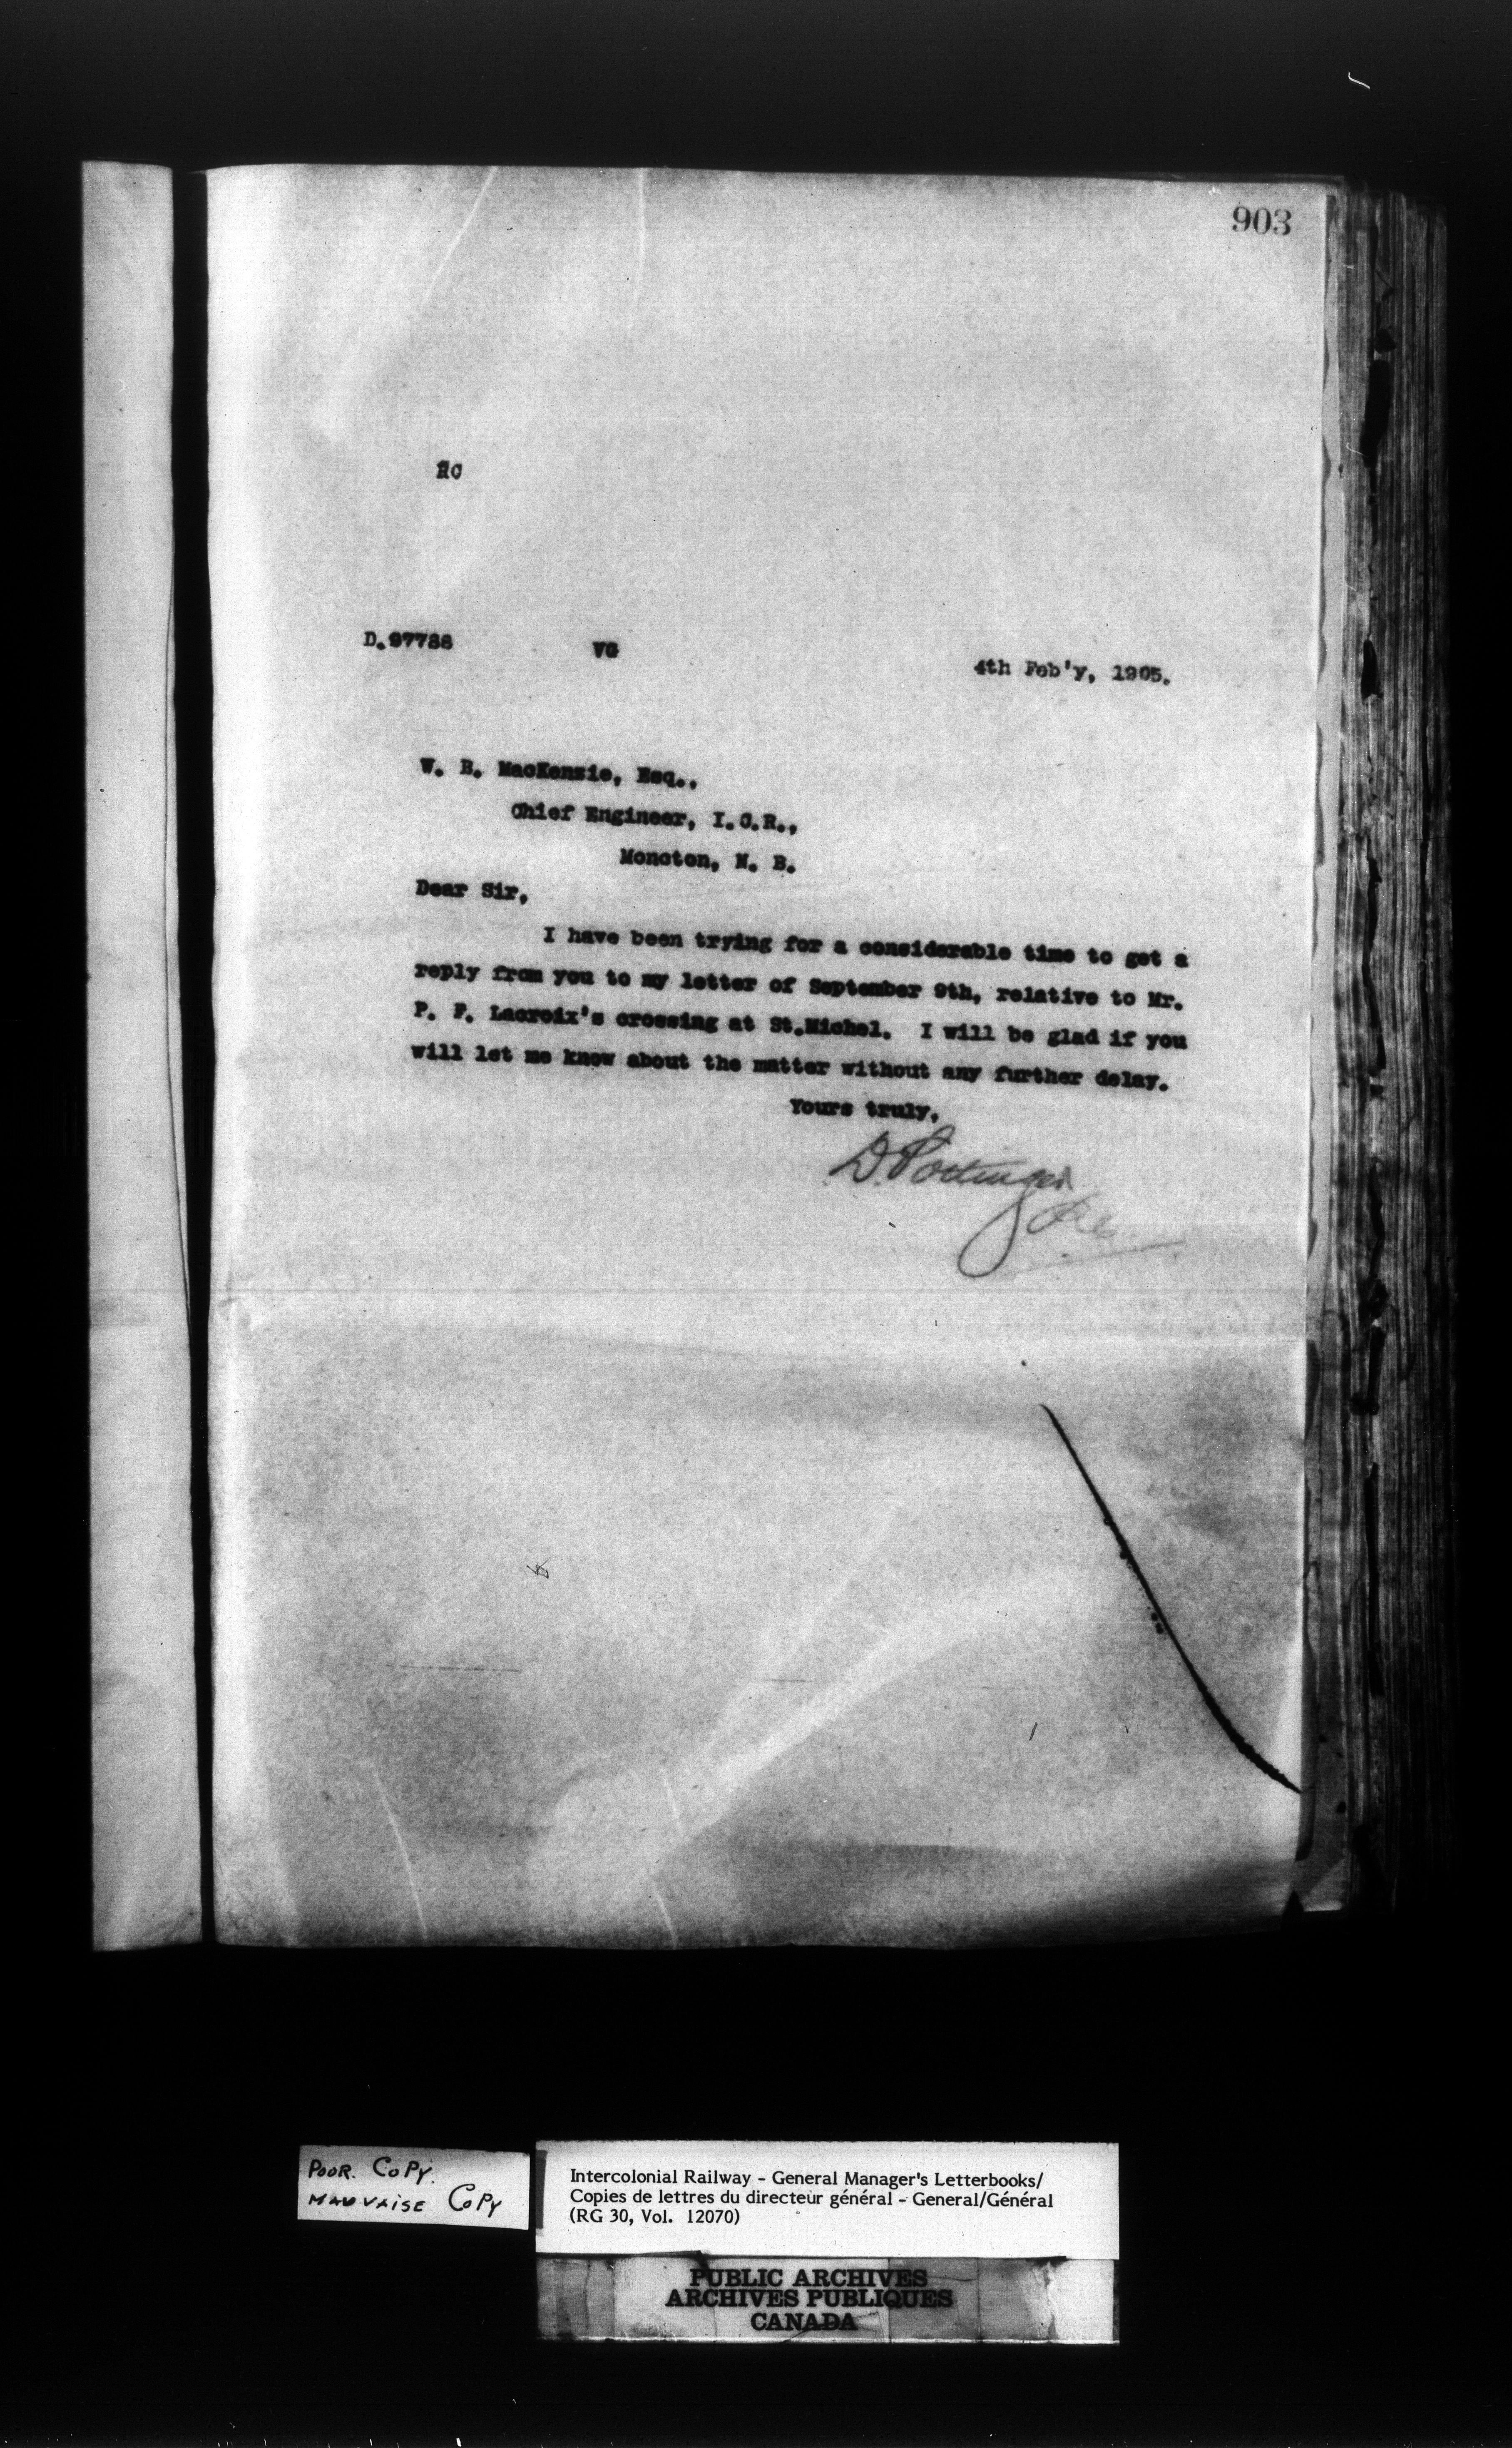 903
D.97788 VG 4th Feb'y, 1905.
W. B. MacKenzie, Esq.,
Chief Engineer, I.C.R.,
Moncton, N. B.
Dear Sir,
I have been trying for a considerable time to get a
reply from you to my letter of September 9th, relative to Mr.
P. F. Lacroix's crossing at St.Michel. I will be glad if you
will let me know about the matter without any further delay.
Yours truly,
D. Pottinger
POOR. COPY.
MAUVAISE COPY
Intercolonial Railway - General Manager's Letterbooks/
Copies de lettres du directeur général - General/Général
(RG 30, Vol. 12070)
PUBLIC ARCHIVES
ARCHIVES PUBLIQUES
CANADA